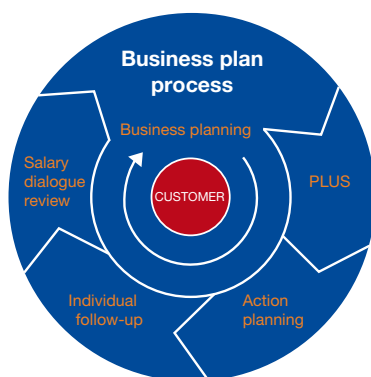 Business plan
process
Business planning
Salary
dialogue
review
PLUS
CUSTOMER
Individual
follow-up
Action
planning